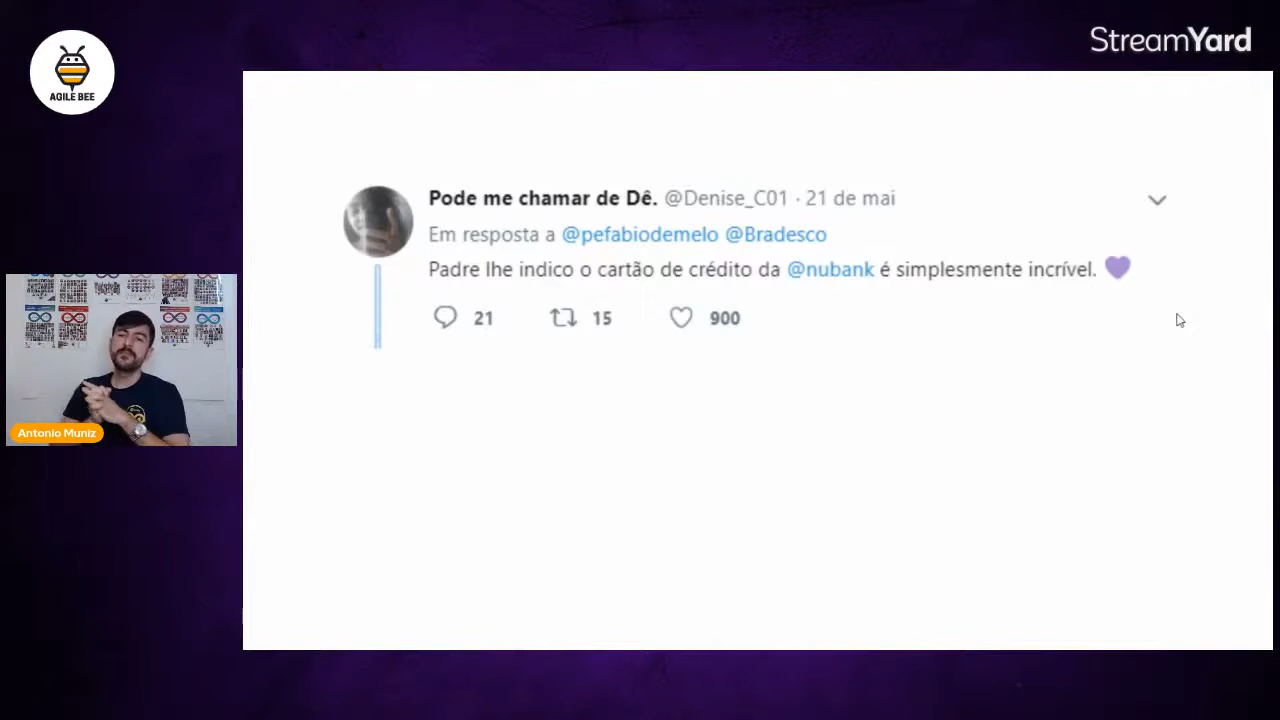 AGILE BEE
StreamYard
Pode me chamar de Dê. @Denise_C01 · 21 de mai
Em resposta a @pefabiodemelo @Bradesco
Padre lhe indico o cartão de crédito da @nubank é simplesmente incrível. 💜
21 15 900
Antonio Muniz